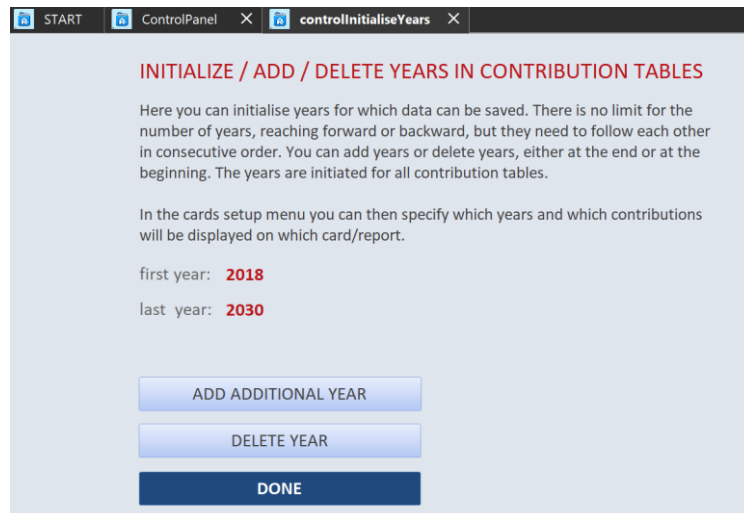 START ControlPanel controlInitialiseYears
INITIALIZE / ADD / DELETE YEARS IN CONTRIBUTION TABLES
Here you can initialise years for which data can be saved. There is no limit for the
number of years, reaching forward or backward, but they need to follow each other
in consecutive order. You can add years or delete years, either at the end or at the
beginning. The years are initiated for all contribution tables.
In the cards setup menu you can then specify which years and which contributions
will be displayed on which card/report.
first year: 2018
last year: 2030
ADD ADDITIONAL YEAR
DELETE YEAR
DONE